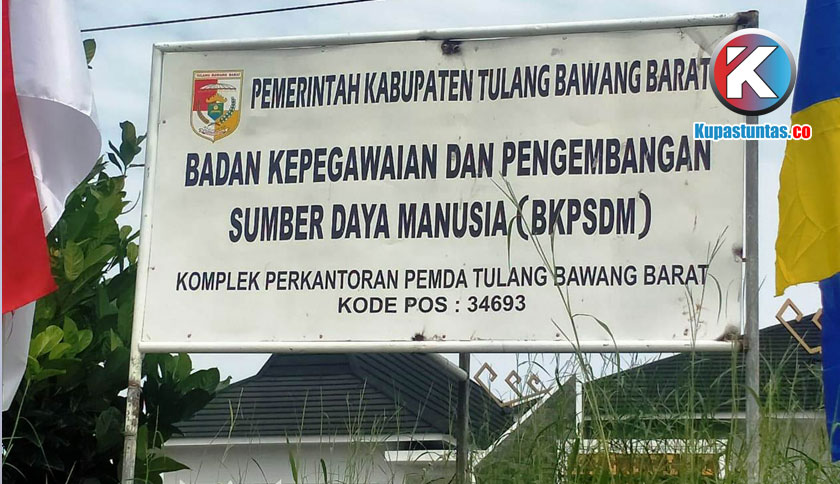 TULANG BAWANG BARAT
PEMERINTAH KABUPATEN TULANG BAWANG BARAT
K
Kupastuntas.co
BADAN KEPEGAWAIAN DAN PENGEMBANGAN
SUMBER DAYA MANUSIA (BKPSDM)
KOMPLEK PERKANTORAN PEMDA TULANG BAWANG BARAT
KODE POS : 34693